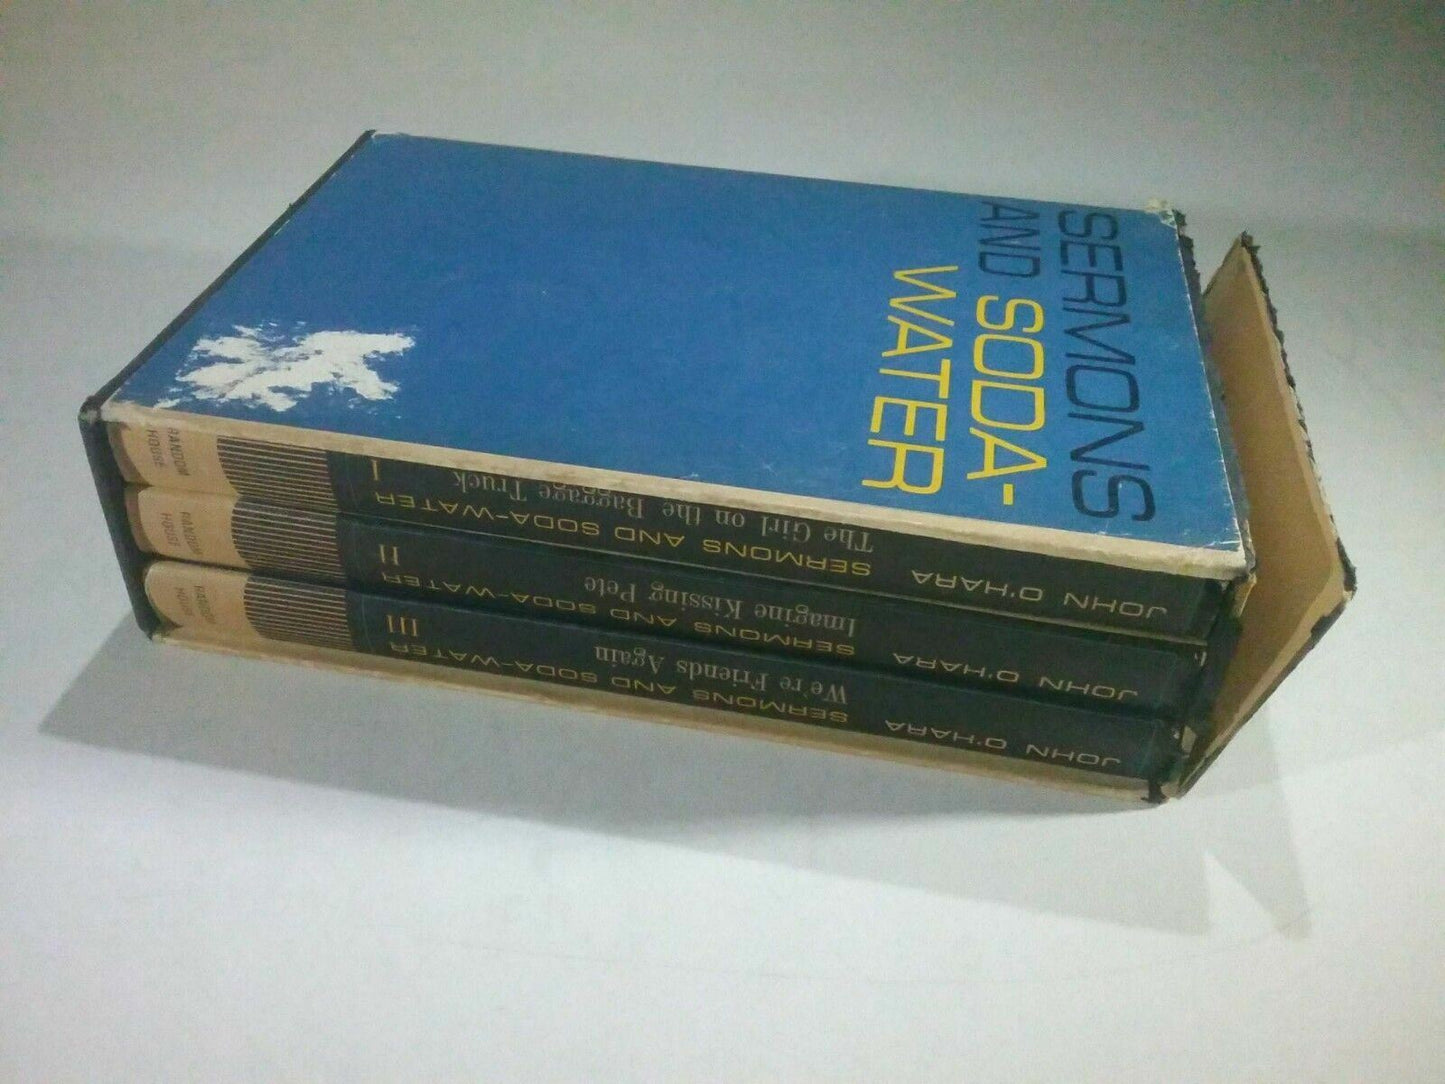 SERMONS
AND SODA-
WATER
JOHN O'HARA SERMONS AND SODA-WATER I
The Girl on the Baggage Truck
RANDOM
HOUSE
JOHN O'HARA SERMONS AND SODA-WATER II
Imagine Kissing Pete
RANDOM
HOUSE
JOHN O'HARA SERMONS AND SODA-WATER III
We're Friends Again
RANDOM
HOUSE